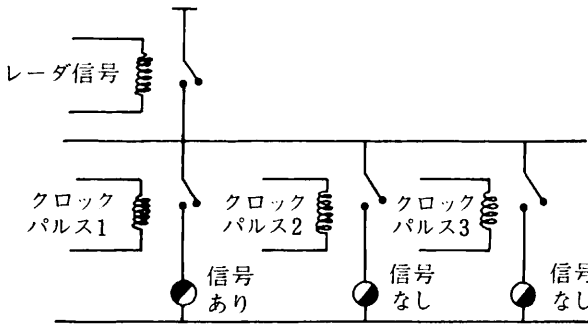 レーダ信号
クロック
パルス1
クロック
パルス2
クロック
パルス3
信号
あり
信号
なし
信号
なし